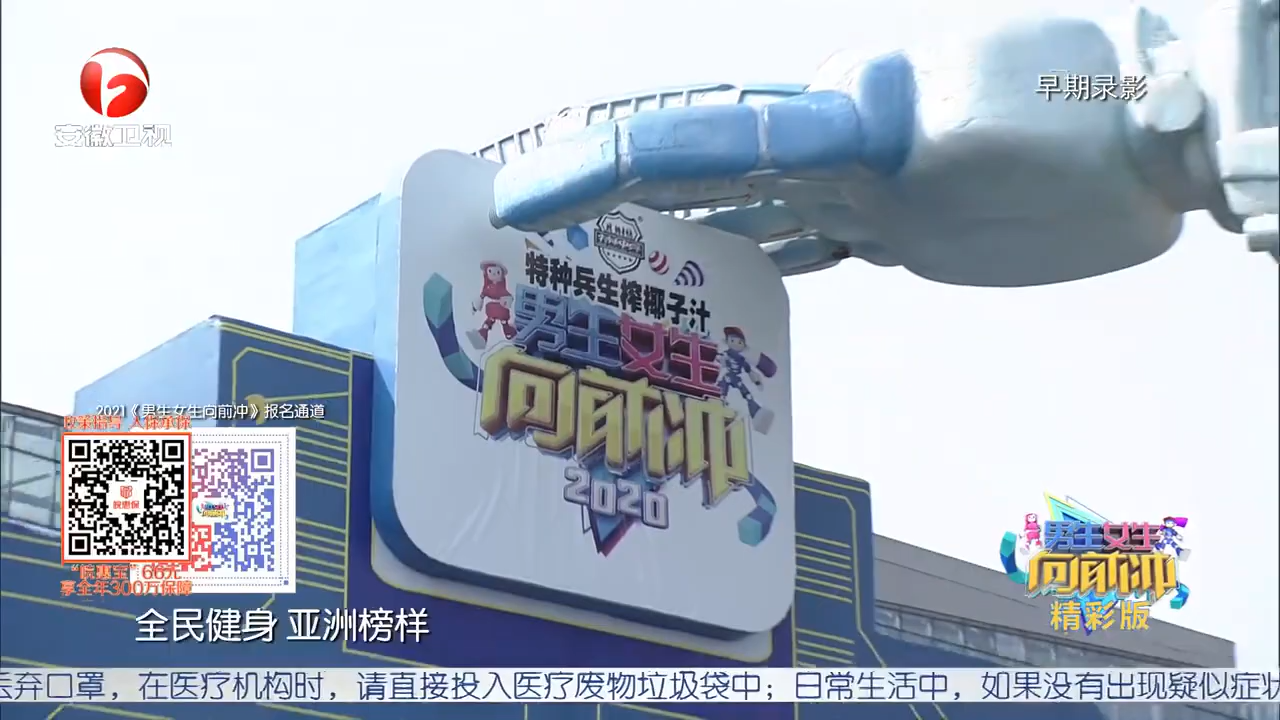 安徽卫视
早期录影
特种兵生榨椰子汁
男生女生
向前冲
2020
2021《男生女生向前冲》报名通道
皖惠保
"皖惠宝"66元
享全年300万保障
男生女生
向前冲
精彩版
全民健身 亚洲榜样
丢弃口罩，在医疗机构时，请直接投入医疗废物垃圾袋中；日常生活中，如果没有出现疑似症状